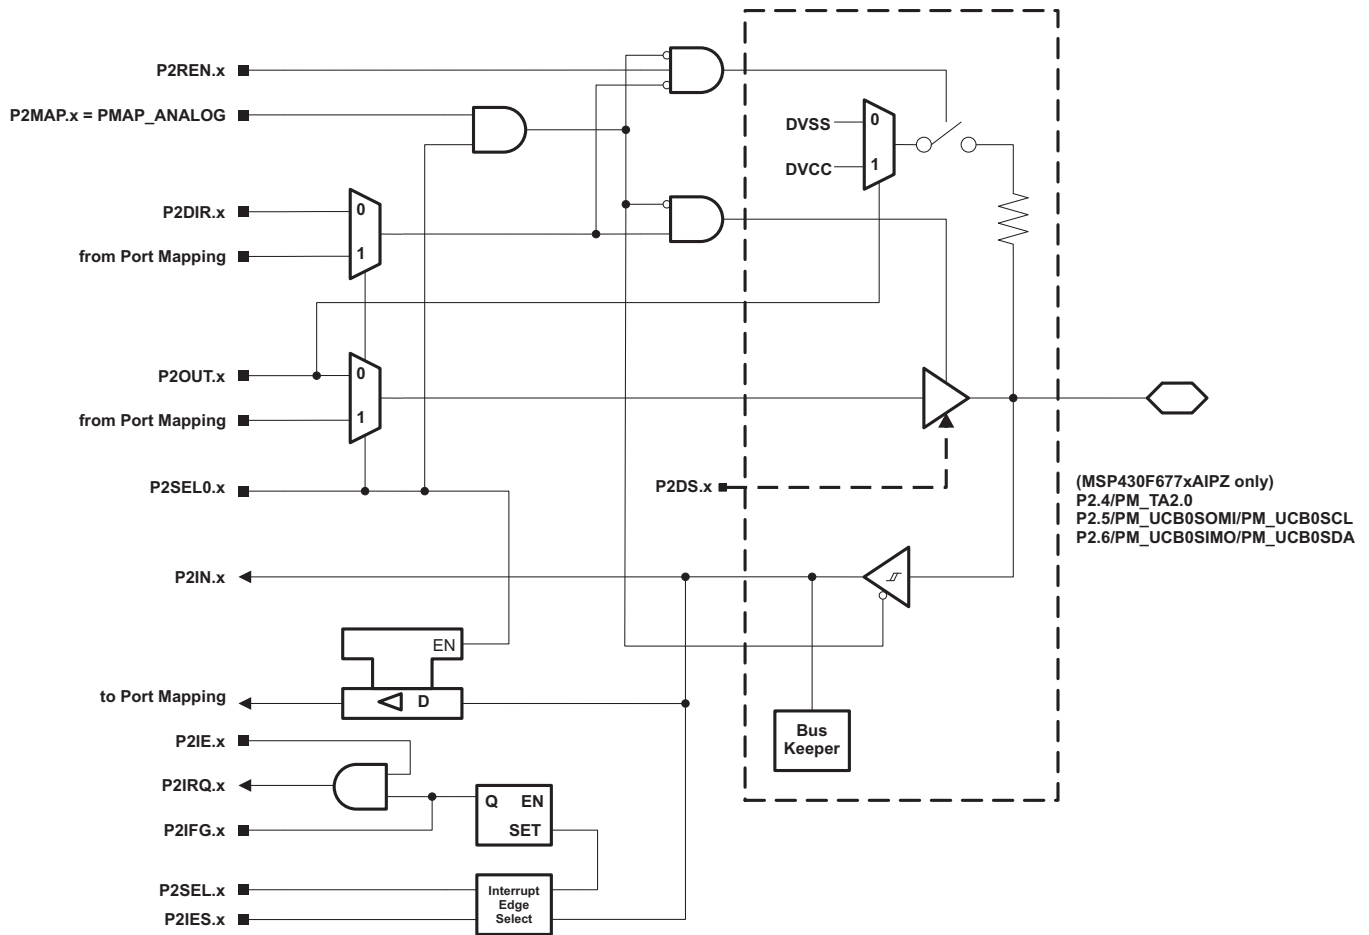 P2REN.x
P2MAP.x = PMAP_ANALOG
DVSS
0
DVCC
1
P2DIR.x
0
from Port Mapping
1
P2OUT.x
0
from Port Mapping
1
P2SEL0.x
P2DS.x
(MSP430F677xAIPZ only)
P2.4/PM_TA2.0
P2.5/PM_UCB0SOMI/PM_UCB0SCL
P2.6/PM_UCB0SIMO/PM_UCB0SDA
P2IN.x
EN
to Port Mapping
D
Bus
Keeper
P2IE.x
P2IRQ.x
Q EN
SET
P2IFG.x
P2SEL.x
P2IES.x
Interrupt
Edge
Select